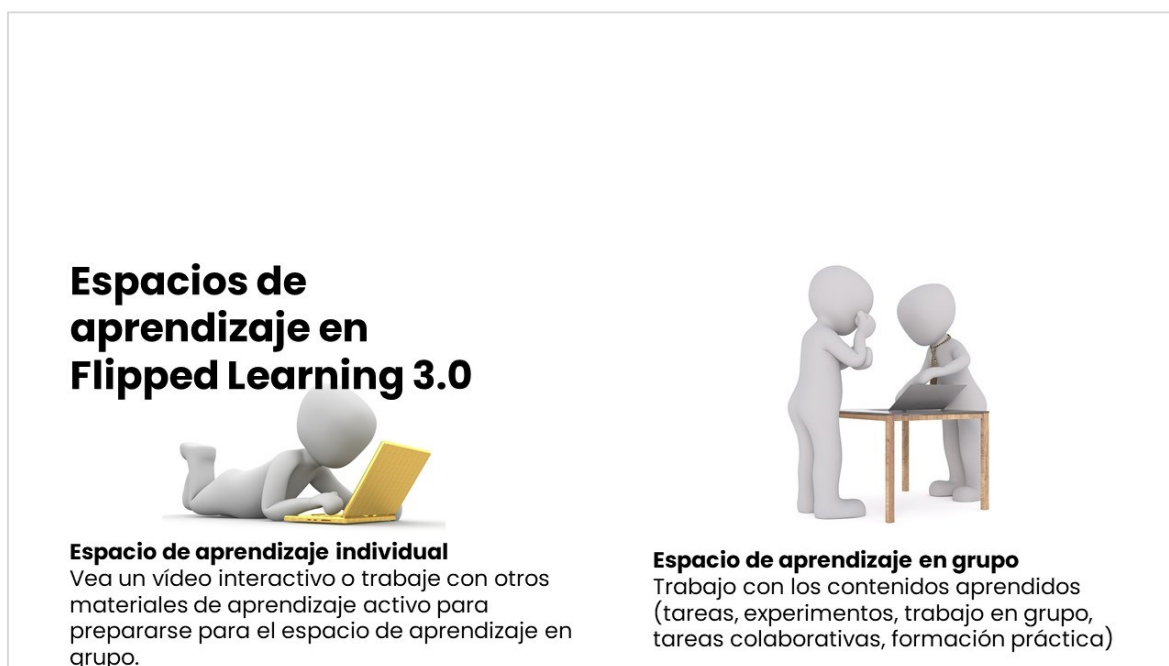 Espacios de
aprendizaje en
Flipped Learning 3.0
Espacio de aprendizaje individual
Vea un vídeo interactivo o trabaje con otros
materiales de aprendizaje activo para
prepararse para el espacio de aprendizaje en
grupo.
Espacio de aprendizaje en grupo
Trabajo con los contenidos aprendidos
(tareas, experimentos, trabajo en grupo,
tareas colaborativas, formación práctica)